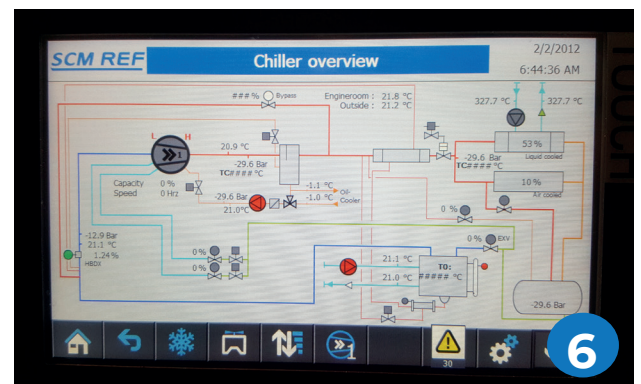 SCM REF
Chiller overview
2/2/2012
6:44:36 AM
###% Bypass
Engineroom : 21.8 °C
Outside : 21.2 °C
327.7 °C
327.7 °C
L H
1
20.9 °C
-29.6 Bar
TC#### °C
53 %
Liquid cooled
-29.6 Bar
TC#### °C
10 %
Air cooled
Capacity 0 %
Speed 0 Hrz
-29.6 Bar
21.0°C
-1.1 °C
-1.0 °C
Oil-
Cooler
0 %
-12.9 Bar
21.1 °C
1.24%
HBDX
0 %
0 %
0 % EXV
21.1 °C
21.0 °C
TO:
##### °C
-29.6 Bar
1
30
6
TOUCH